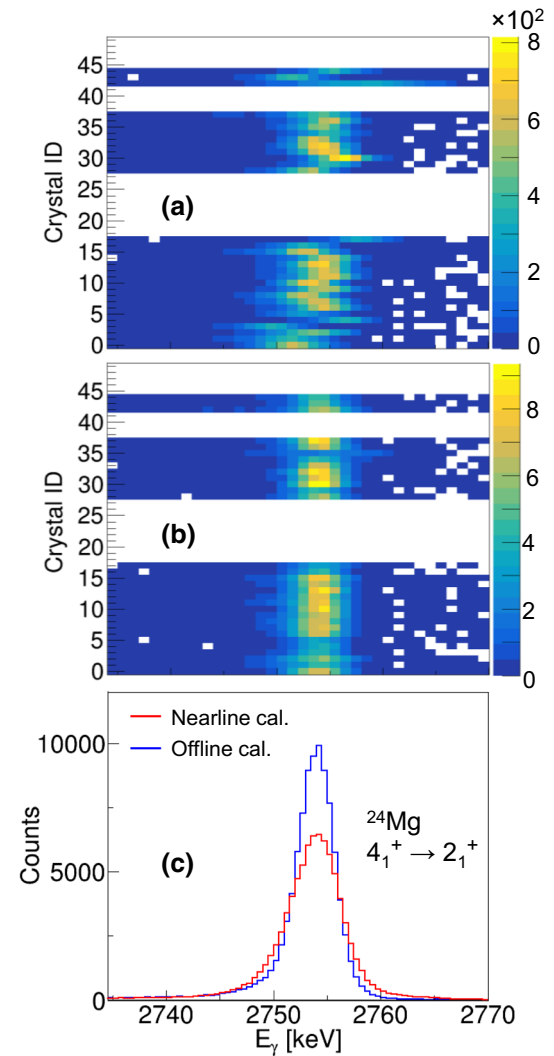 ×10²
8
6
4
2
0
45
40
35
30
25
20
15
10
5
0
Crystal ID
(a)
8
6
4
2
0
45
40
35
30
25
20
15
10
5
0
Crystal ID
(b)
Nearline cal.
Offline cal.
10000
5000
0
Counts
(c)
²⁴Mg
4₁⁺ → 2₁⁺
2740 2750 2760 2770
Eᵧ [keV]